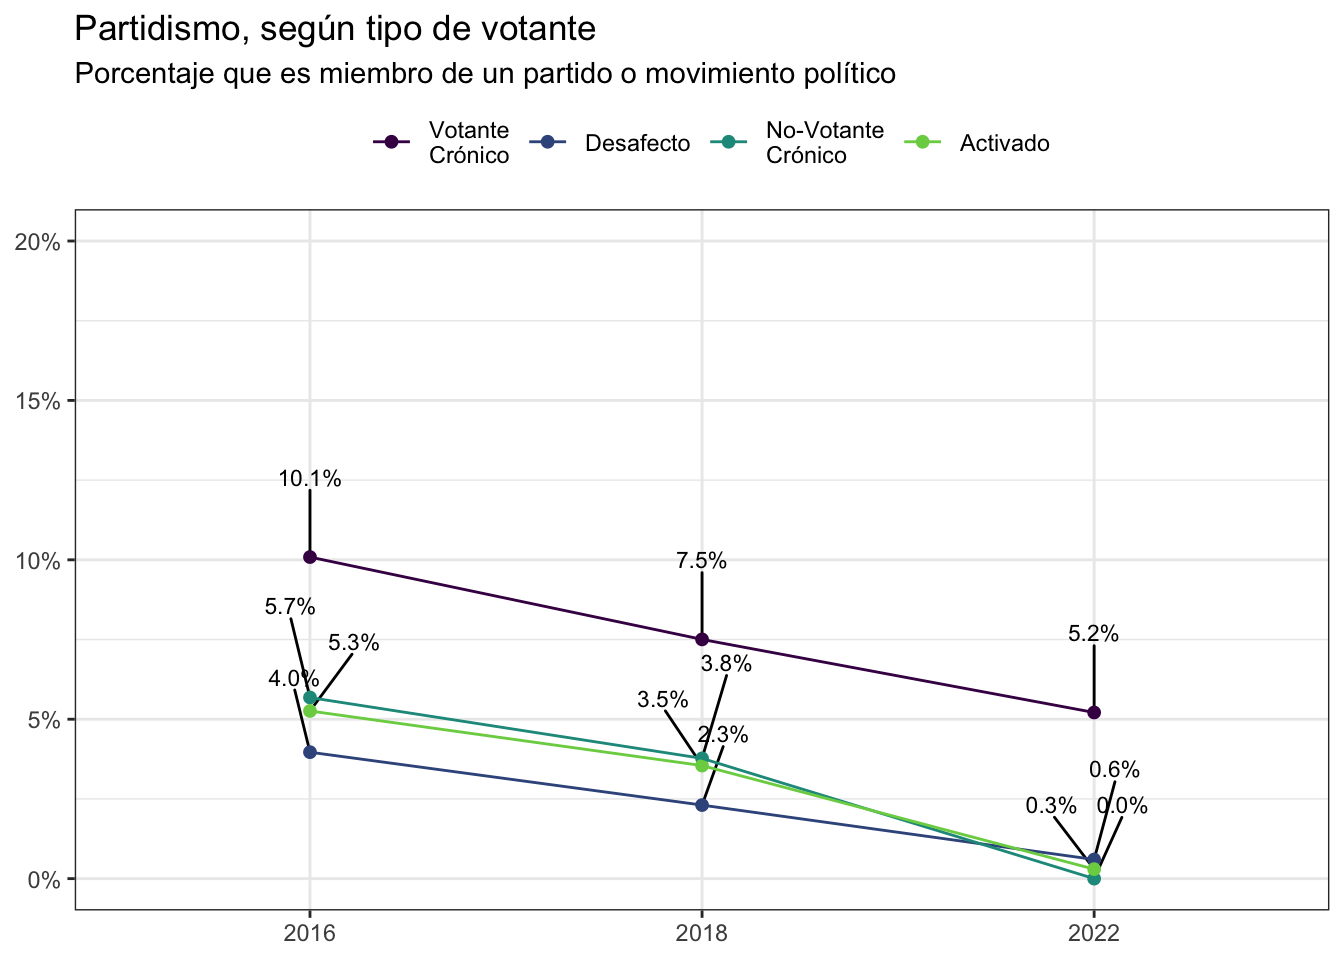 Partidismo, según tipo de votante
Porcentaje que es miembro de un partido o movimiento político
Votante
Crónico
Desafecto
No-Votante
Crónico
Activado
20%
15%
10%
5%
0%
10.1%
5.7%
5.3%
4.0%
7.5%
3.8%
3.5%
2.3%
5.2%
0.6%
0.3%
0.0%
2016
2018
2022